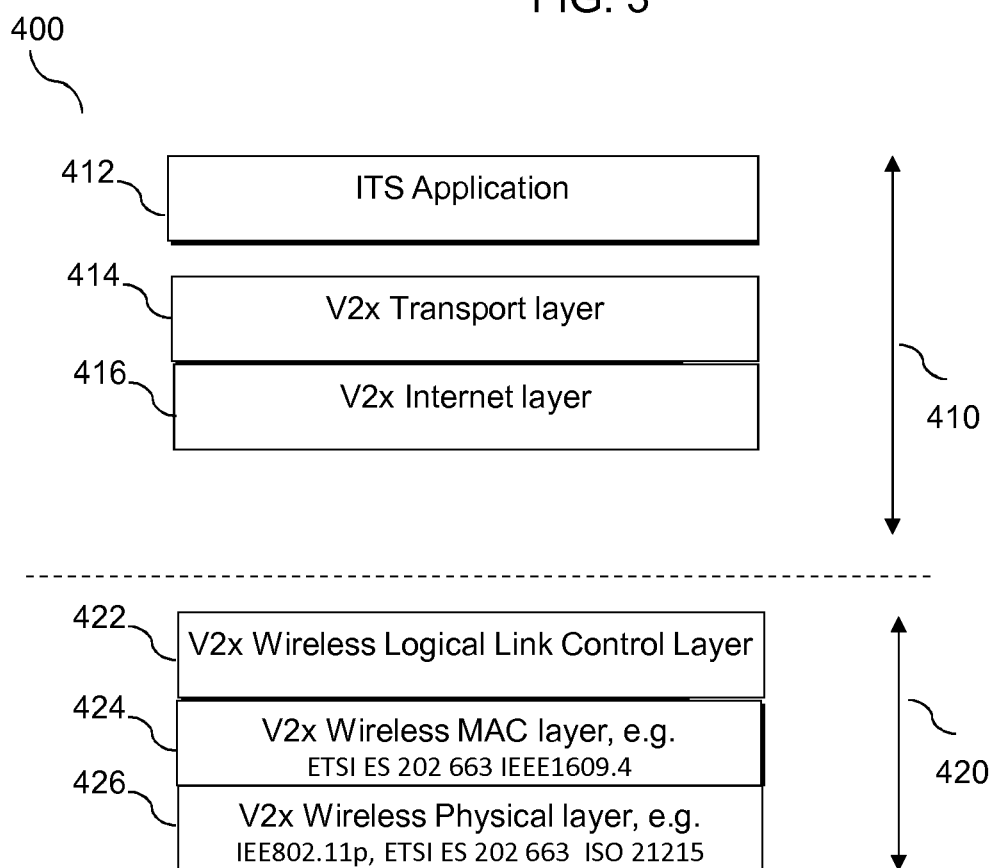 FIG. 3
400
412
ITS Application
414
V2x Transport layer
416
V2x Internet layer
410
422
V2x Wireless Logical Link Control Layer
424
V2x Wireless MAC layer, e.g.
ETSI ES 202 663 IEEE1609.4
420
426
V2x Wireless Physical layer, e.g.
IEE802.11p, ETSI ES 202 663 ISO 21215